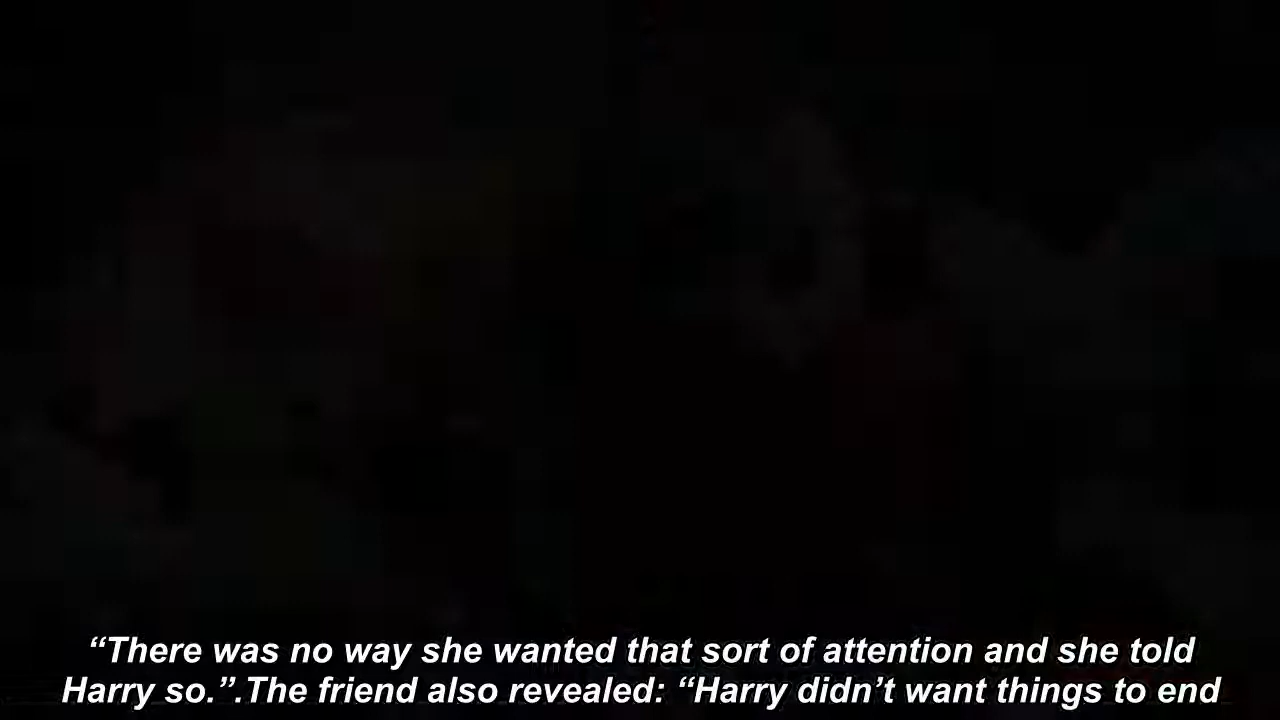 “There was no way she wanted that sort of attention and she told
Harry so.”.The friend also revealed: “Harry didn’t want things to end